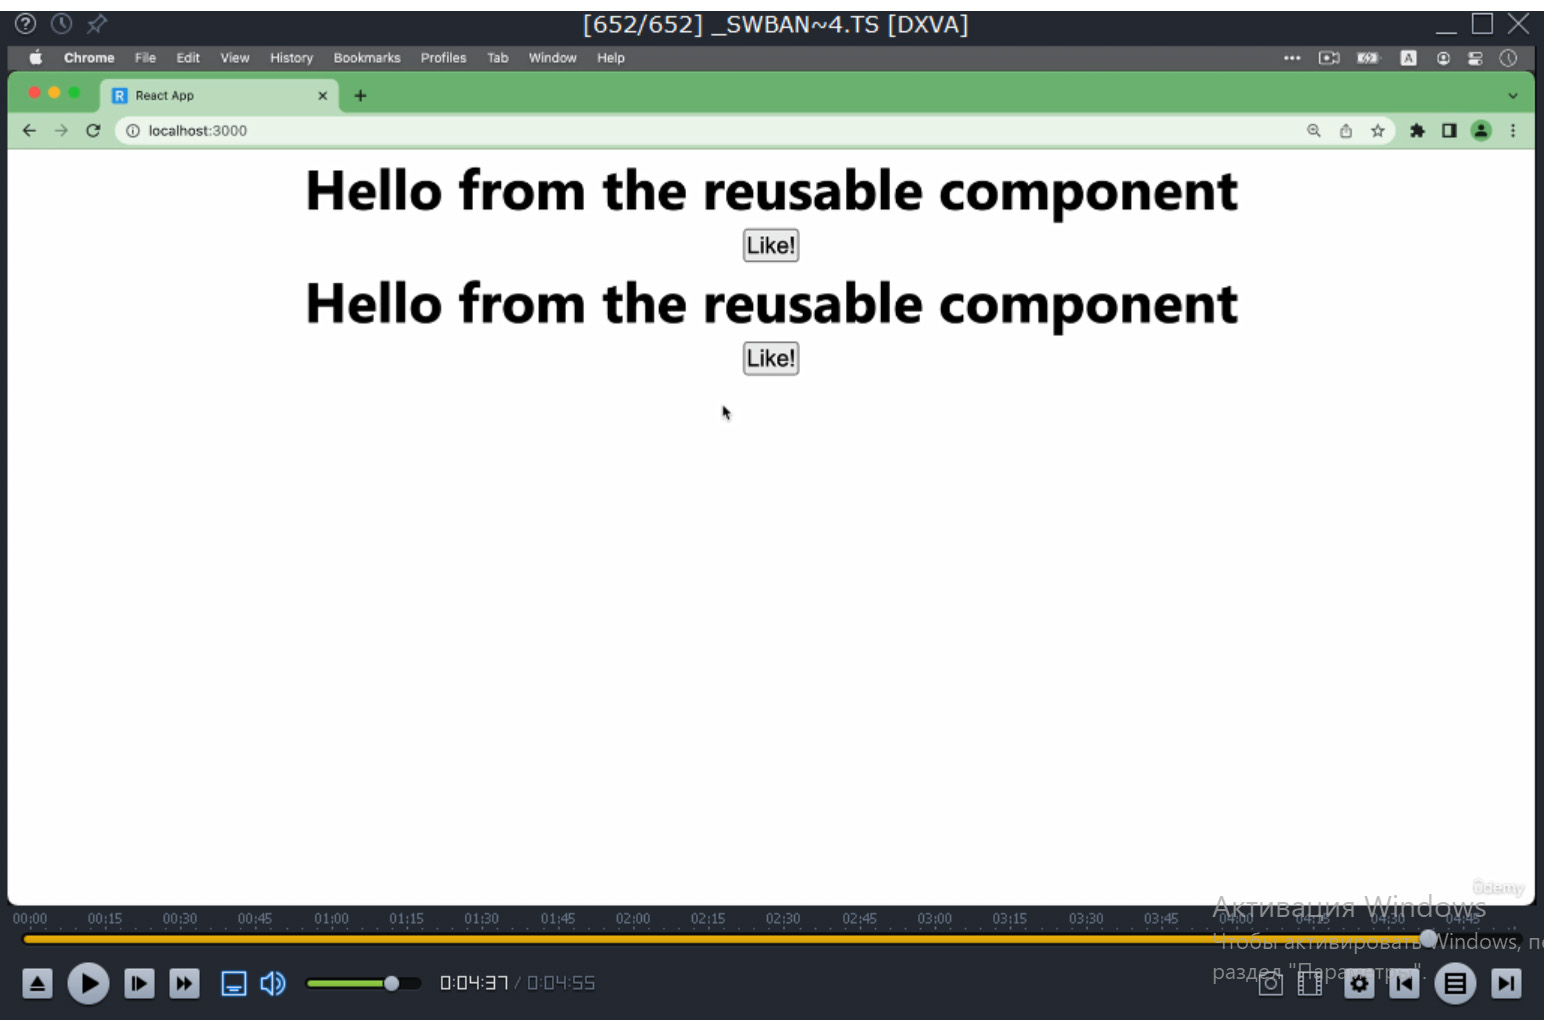 [652/652] _SWBAN~4.TS [DXVA]
Chrome File Edit View History Bookmarks Profiles Tab Window Help
A
R React App
localhost:3000
Hello from the reusable component
Like!
Hello from the reusable component
Like!
ûdemy
00:00 00:15 00:30 00:45 01:00 01:15 01:30 01:45 02:00 02:15 02:30 02:45 03:00 03:15 03:30 03:45 04:00 04:15 04:30 04:45
Активация Windows
Чтобы активировать Windows, п
раздел "Параметры".
0:04:37 / 0:04:55